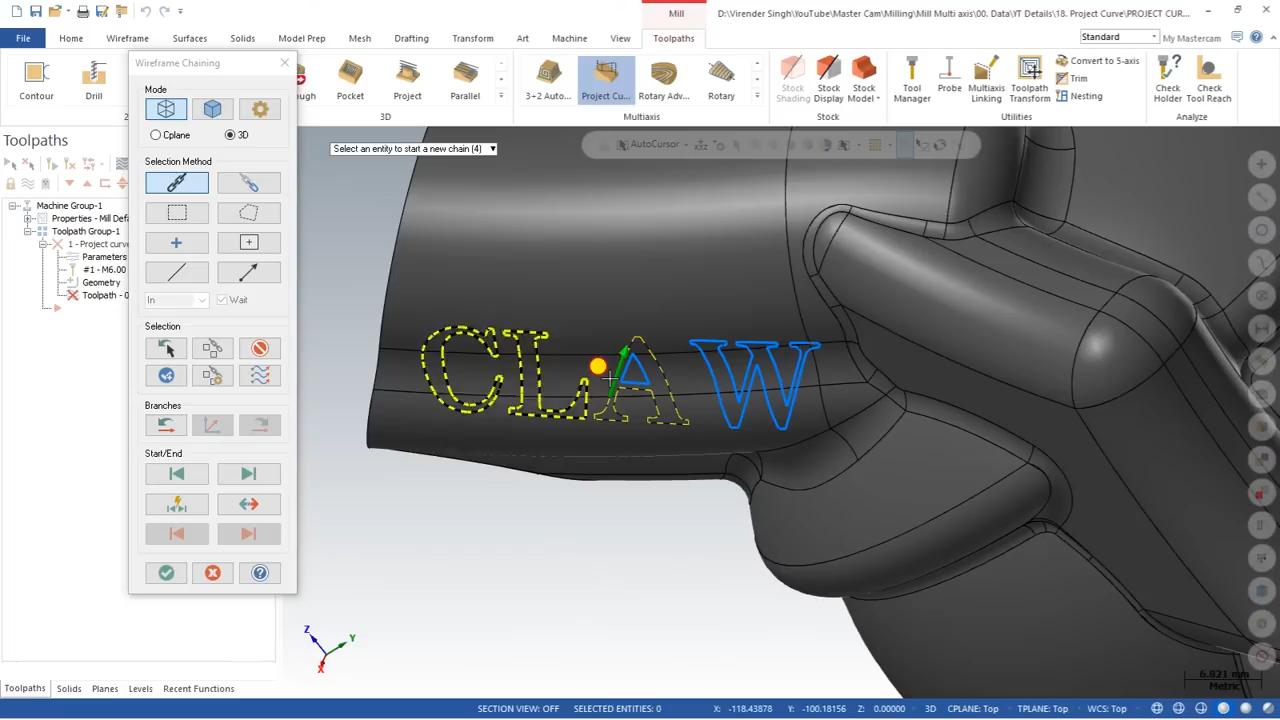 Mill
D:\Virender Singh\YouTube\Master Cam\Milling\Mill Multi axis\00. Data\YT Details\18. Project Curve\PROJECT CUR...
File Home Wireframe Surfaces Solids Model Prep Mesh Drafting Transform Art Machine View Toolpaths
Standard
My Mastercam
Contour
Drill
Pocket
Project
Parallel
3D
3+2 Auto...
Project Cu...
Rotary Adv...
Rotary
Multiaxis
Stock Shading
Stock Display
Stock Model
Stock
Tool Manager
Probe
Multiaxis Linking
Toolpath Transform
Convert to 5-axis
Trim
Nesting
Utilities
Check Holder
Check Tool Reach
Analyze
Toolpaths
Machine Group-1
Properties - Mill Defa
Toolpath Group-1
1 - Project curve
Parameters
#1 - M6.00
Geometry
Toolpath - 0
Wireframe Chaining
Mode
Cplane
3D
Selection Method
In
Wait
Selection
Branches
Start/End
Select an entity to start a new chain (4)
AutoCursor
CLAW
Z
Y
X
6.821 mm
Metric
Toolpaths Solids Planes Levels Recent Functions
SECTION VIEW: OFF SELECTED ENTITIES: 0 X: -118.43878 Y: -100.18156 Z: 0.00000 3D CPLANE: Top TPLANE: Top WCS: Top